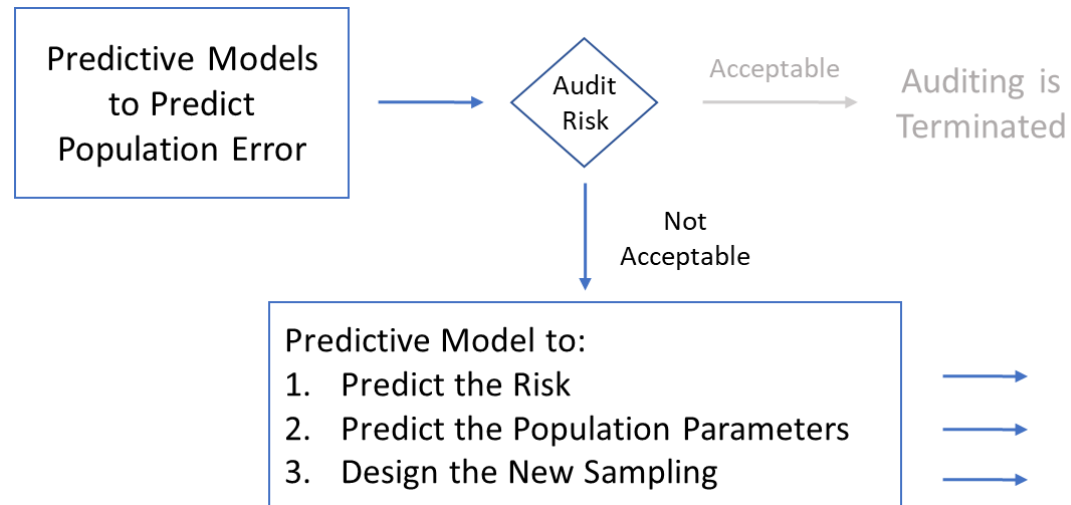 Predictive Models
to Predict
Population Error
Audit
Risk
Acceptable
Auditing is
Terminated
Not
Acceptable
Predictive Model to:
1. Predict the Risk
2. Predict the Population Parameters
3. Design the New Sampling